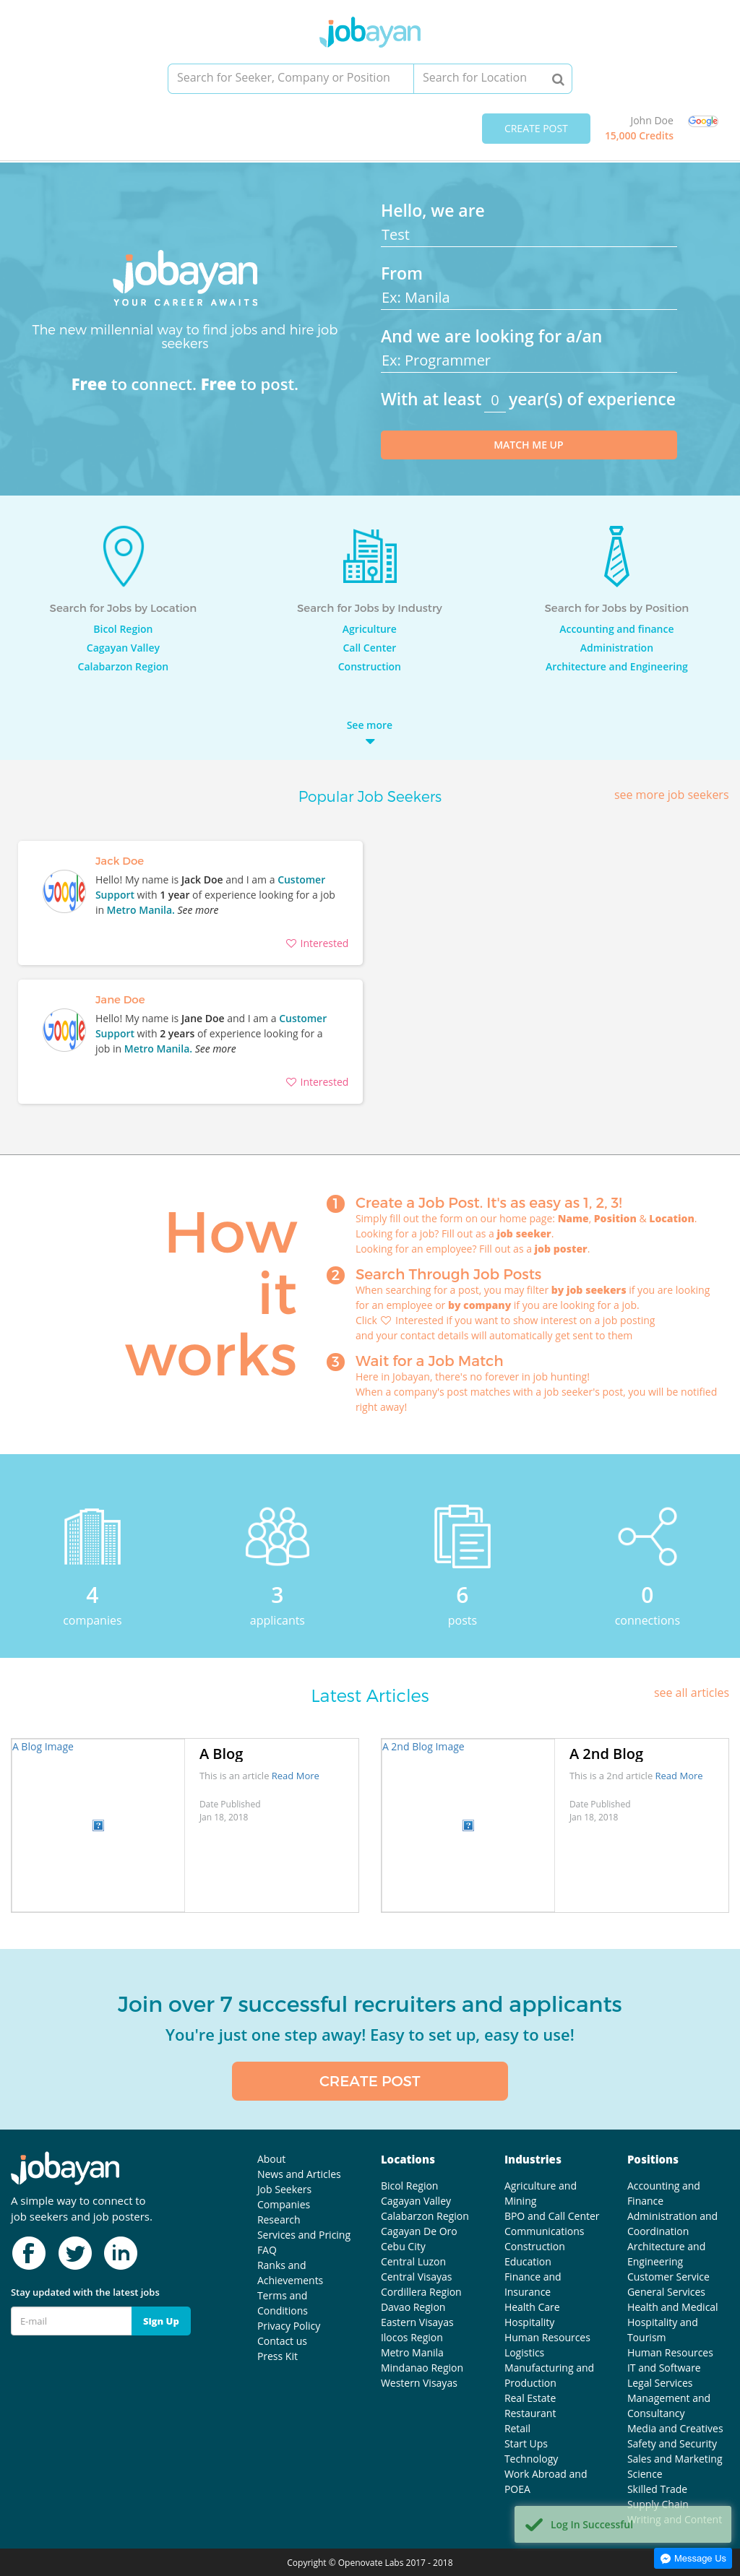 jobayan
Search for Seeker, Company or Position
Search for Location
CREATE POST
John Doe
15,000 Credits
Google
jobayan
YOUR CAREER AWAITS
The new millennial way to find jobs and hire job
seekers
Free to connect. Free to post.
Hello, we are
Test
From
Ex: Manila
And we are looking for a/an
Ex: Programmer
With at least 0 year(s) of experience
MATCH ME UP
Search for Jobs by Location
Bicol Region
Cagayan Valley
Calabarzon Region
Search for Jobs by Industry
Agriculture
Call Center
Construction
Search for Jobs by Position
Accounting and finance
Administration
Architecture and Engineering
See more
Popular Job Seekers
see more job seekers
Google
Jack Doe
Hello! My name is Jack Doe and I am a Customer
Support with 1 year of experience looking for a job
in Metro Manila. See more
Interested
Google
Jane Doe
Hello! My name is Jane Doe and I am a Customer
Support with 2 years of experience looking for a
job in Metro Manila. See more
Interested
How
it
works
1 Create a Job Post. It's as easy as 1, 2, 3!
Simply fill out the form on our home page: Name, Position & Location.
Looking for a job? Fill out as a job seeker.
Looking for an employee? Fill out as a job poster.
2 Search Through Job Posts
When searching for a post, you may filter by job seekers if you are looking
for an employee or by company if you are looking for a job.
Click Interested if you want to show interest on a job posting
and your contact details will automatically get sent to them
3 Wait for a Job Match
Here in Jobayan, there's no forever in job hunting!
When a company's post matches with a job seeker's post, you will be notified
right away!
4
companies
3
applicants
6
posts
0
connections
Latest Articles
see all articles
A Blog Image
A Blog
This is an article Read More
Date Published
Jan 18, 2018
A 2nd Blog Image
A 2nd Blog
This is a 2nd article Read More
Date Published
Jan 18, 2018
Join over 7 successful recruiters and applicants
You're just one step away! Easy to set up, easy to use!
CREATE POST
jobayan
A simple way to connect to
job seekers and job posters.
Stay updated with the latest jobs
E-mail
Sign Up
About
News and Articles
Job Seekers
Companies
Research
Services and Pricing
FAQ
Ranks and
Achievements
Terms and
Conditions
Privacy Policy
Contact us
Press Kit
Locations
Bicol Region
Cagayan Valley
Calabarzon Region
Cagayan De Oro
Cebu City
Central Luzon
Central Visayas
Cordillera Region
Davao Region
Eastern Visayas
Ilocos Region
Metro Manila
Mindanao Region
Western Visayas
Industries
Agriculture and
Mining
BPO and Call Center
Communications
Construction
Education
Finance and
Insurance
Health Care
Hospitality
Human Resources
Logistics
Manufacturing and
Production
Real Estate
Restaurant
Retail
Start Ups
Technology
Work Abroad and
POEA
Positions
Accounting and
Finance
Administration and
Coordination
Architecture and
Engineering
Customer Service
General Services
Health and Medical
Hospitality and
Tourism
Human Resources
IT and Software
Legal Services
Management and
Consultancy
Media and Creatives
Safety and Security
Sales and Marketing
Science
Skilled Trade
Supply Chain
Writing and Content
Log In Successful
Message Us
Copyright © Openovate Labs 2017 - 2018